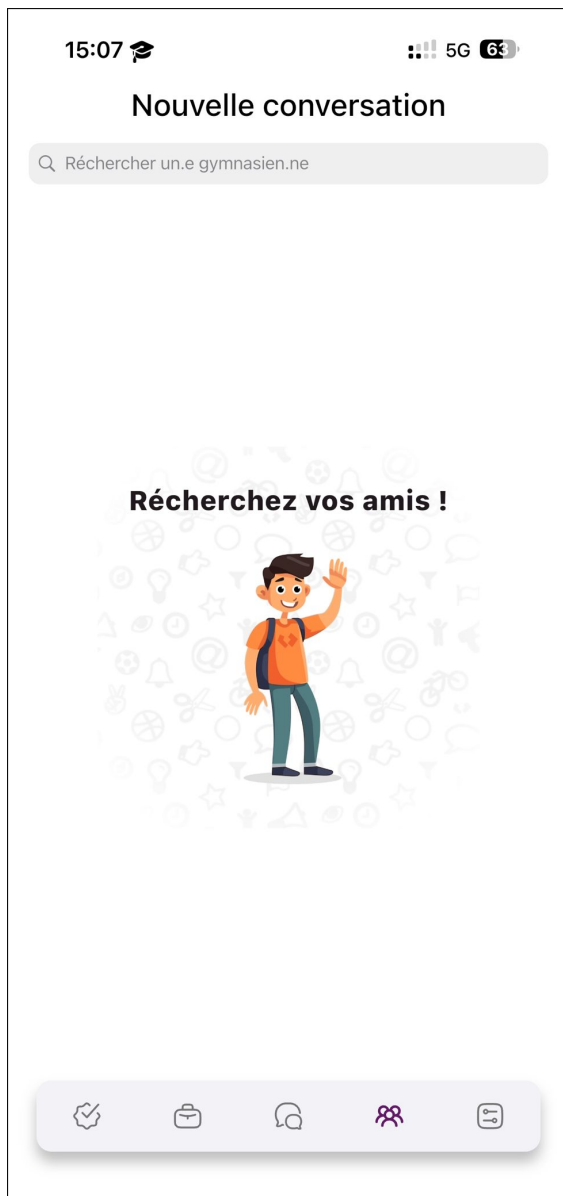 15:07
5G 63
Nouvelle conversation
Réchercher un.e gymnasien.ne
Récherchez vos amis !